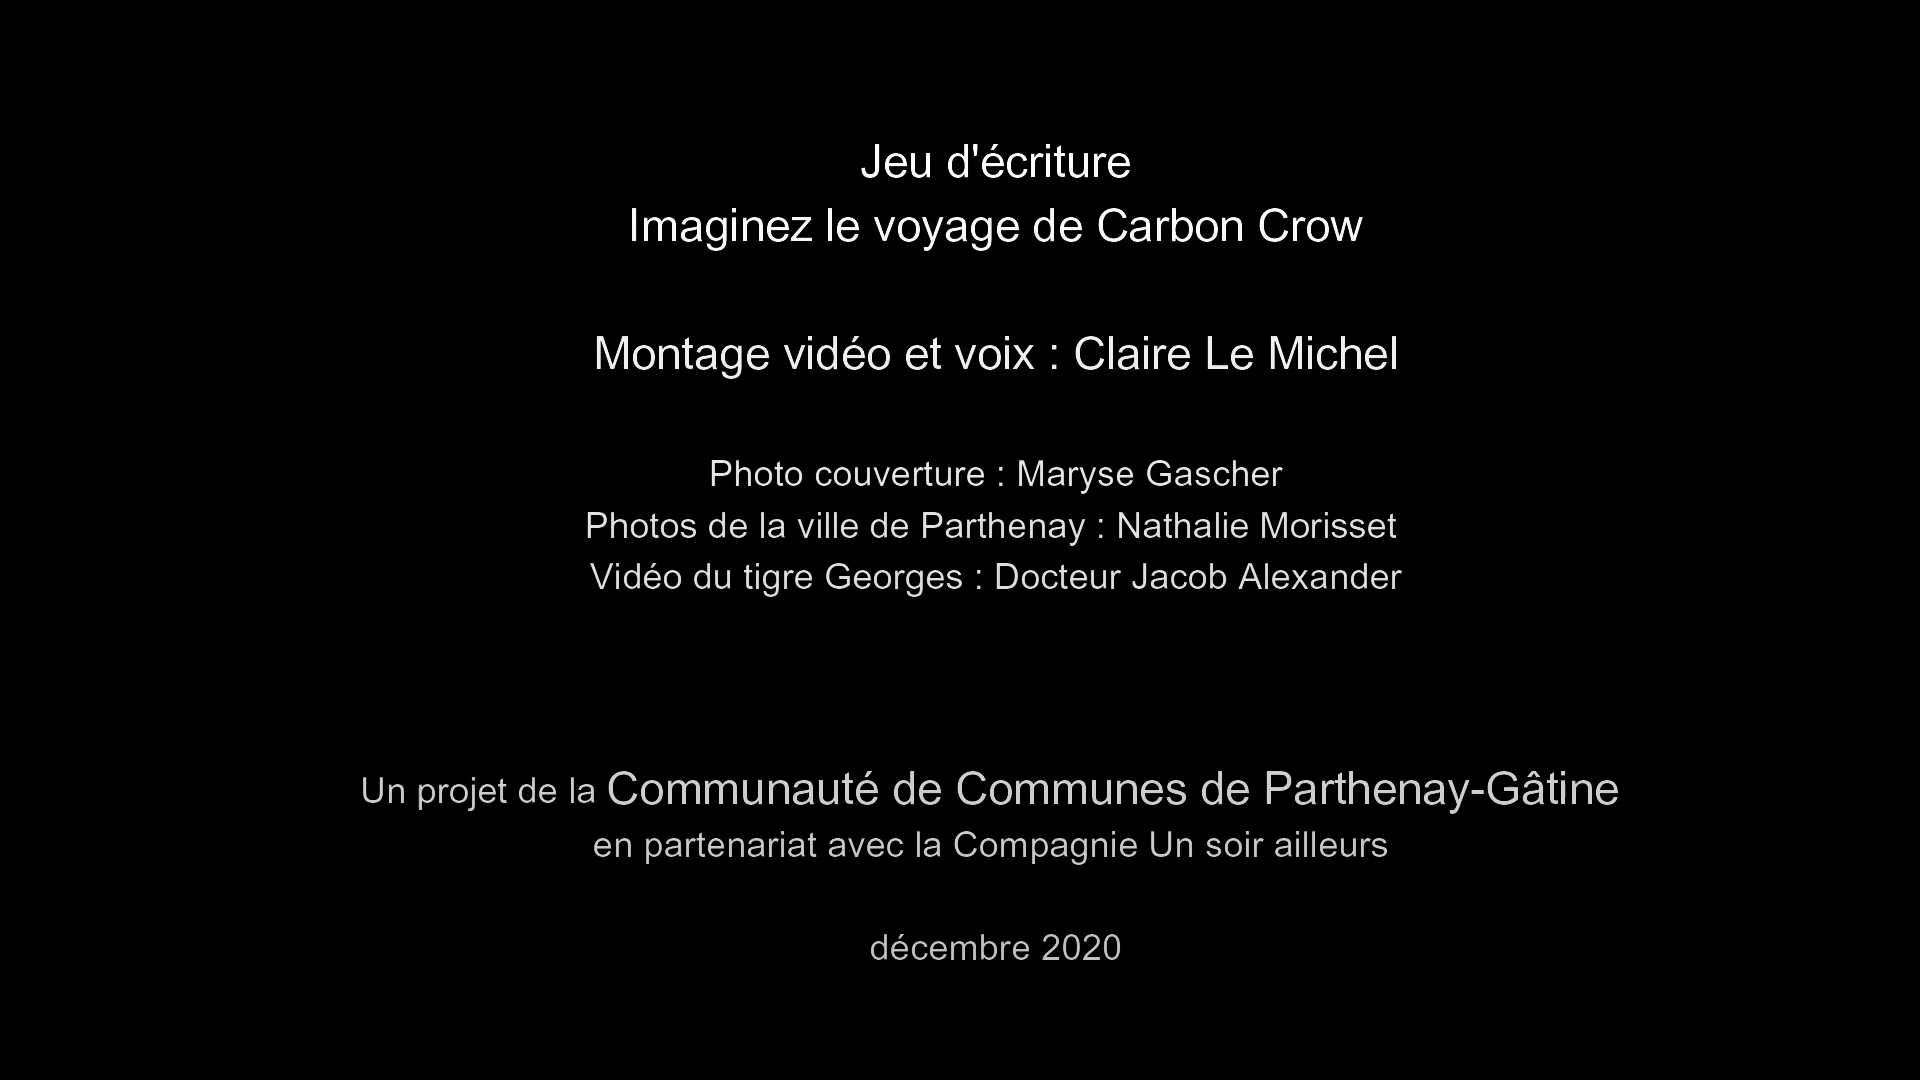 Jeu d'écriture
Imaginez le voyage de Carbon Crow
Montage vidéo et voix : Claire Le Michel
Photo couverture : Maryse Gascher
Photos de la ville de Parthenay : Nathalie Morisset
Vidéo du tigre Georges : Docteur Jacob Alexander
Un projet de la Communauté de Communes de Parthenay-Gâtine
en partenariat avec la Compagnie Un soir ailleurs
décembre 2020